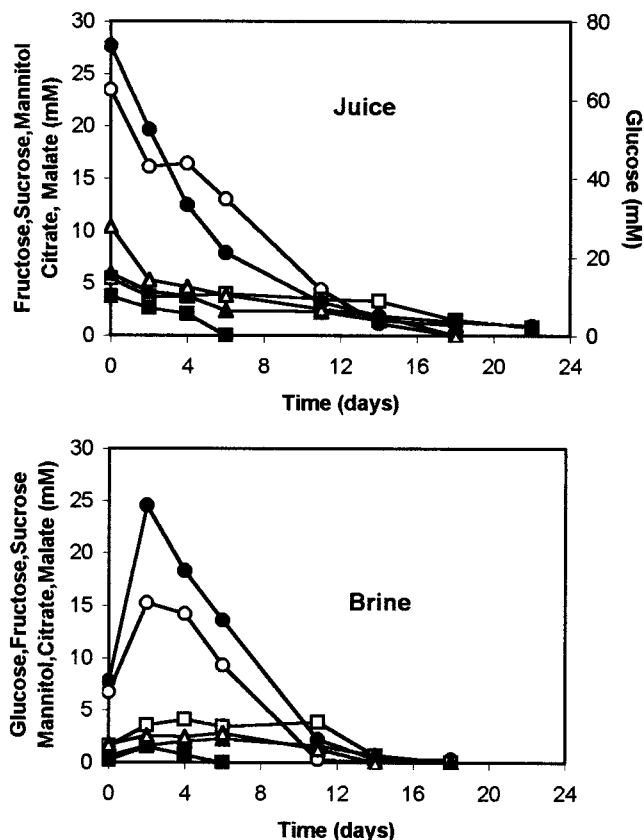 30
25
20
15
10
5
0
80
60
40
20
0
Juice
Fructose,Sucrose,Mannitol
Citrate, Malate (mM)
Glucose (mM)
0 4 8 12 16 20 24
Time (days)
30
25
20
15
10
5
0
Brine
Glucose,Fructose,Sucrose
Mannitol,Citrate,Malate (mM)
0 4 8 12 16 20 24
Time (days)